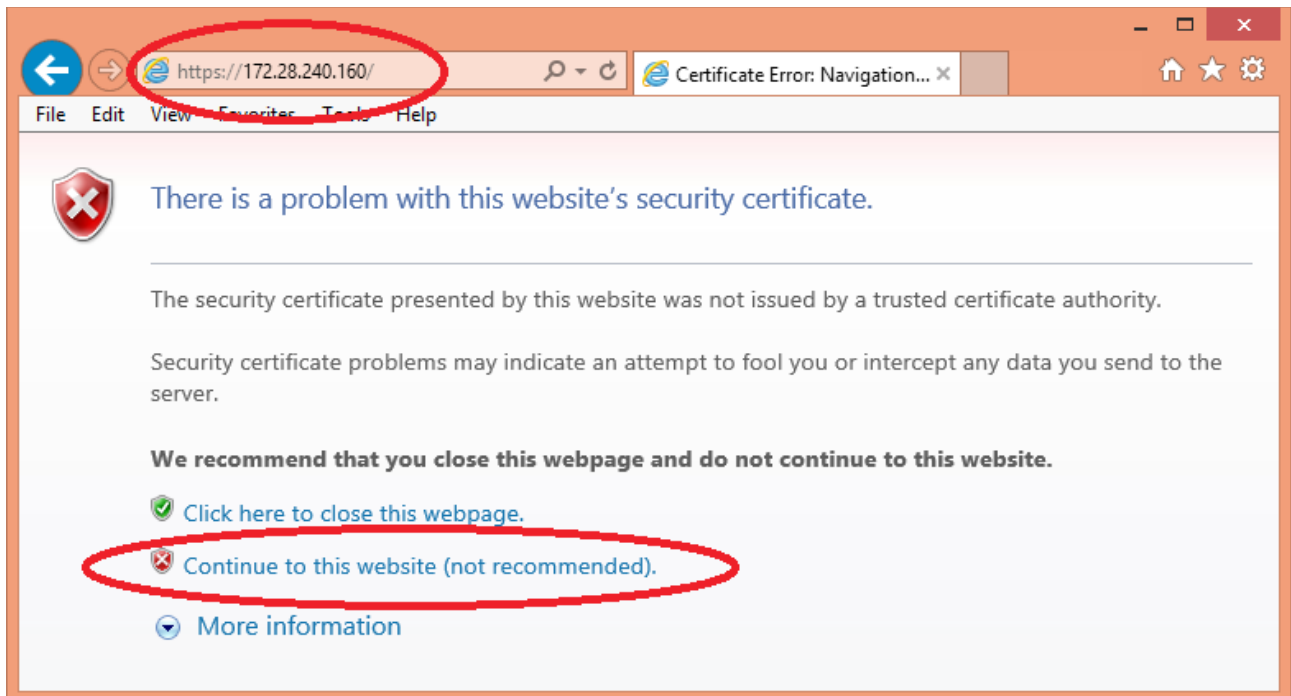 https://172.28.240.160/
Certificate Error: Navigation...
File Edit View Favorites Tools Help
There is a problem with this website's security certificate.
The security certificate presented by this website was not issued by a trusted certificate authority.
Security certificate problems may indicate an attempt to fool you or intercept any data you send to the
server.
We recommend that you close this webpage and do not continue to this website.
Click here to close this webpage.
Continue to this website (not recommended).
More information